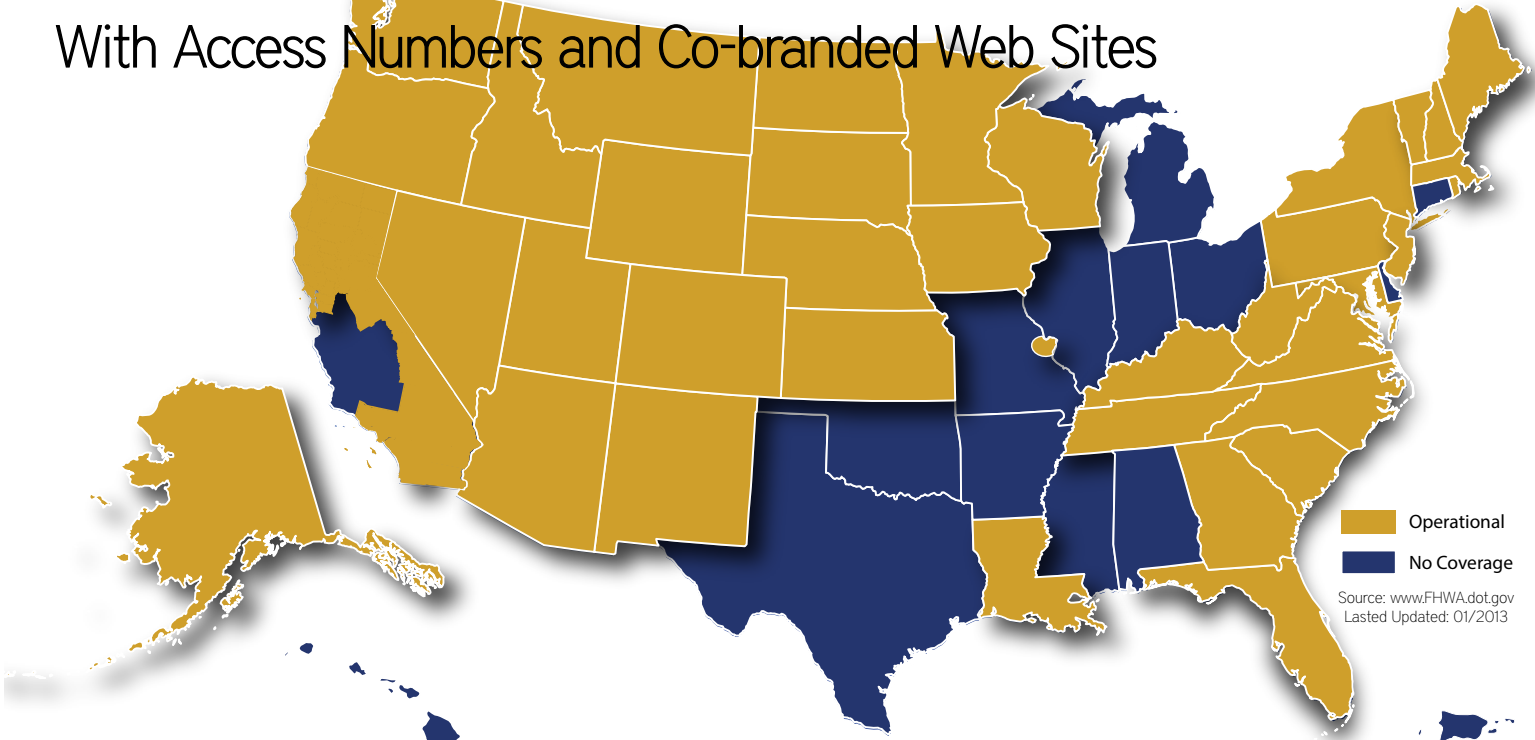 With Access Numbers and Co-branded Web Sites
Operational
No Coverage
Source: www.FHWA.dot.gov
Lasted Updated: 01/2013